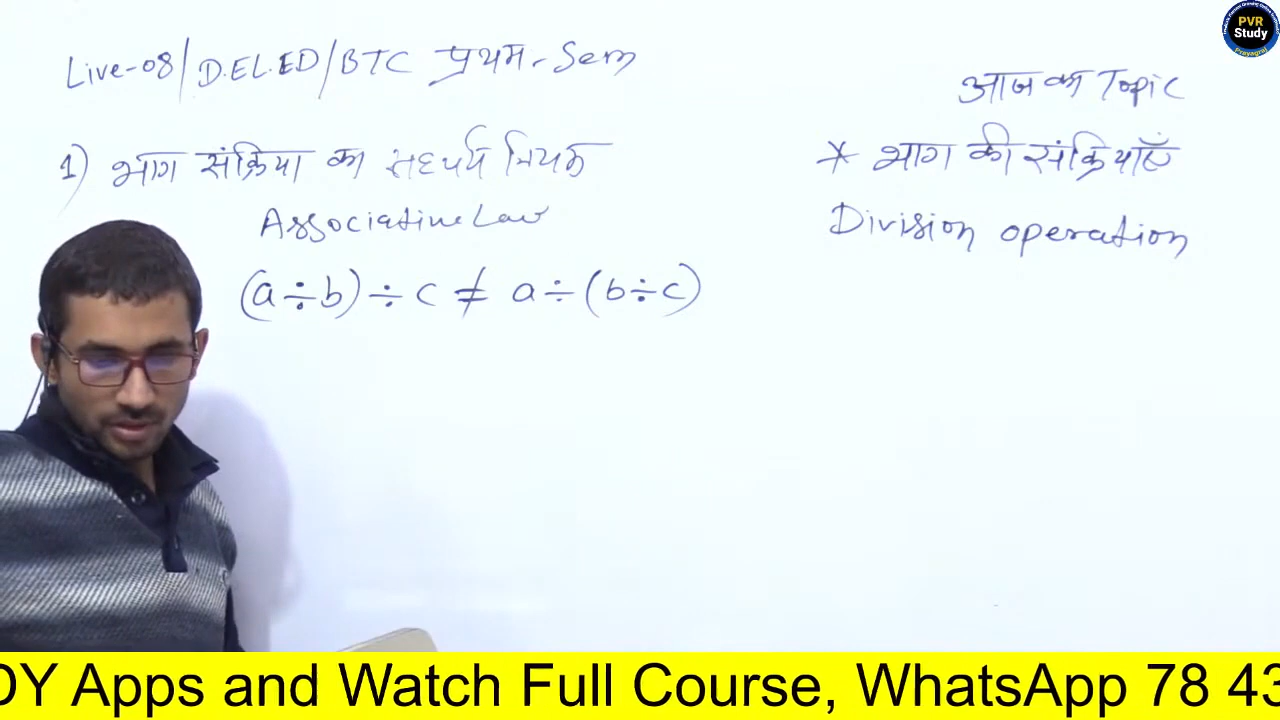 Live-08/D.EL.ED/BTC प्रथम - Sem
1) भाग संक्रिया का साहचर्य नियम
Associative Law
(a÷b)÷c ≠ a÷(b÷c)
आज का Topic
* भाग की संक्रियाएँ
Division operation
PVR
Study
Prayagraj
DY Apps and Watch Full Course, WhatsApp 78 43